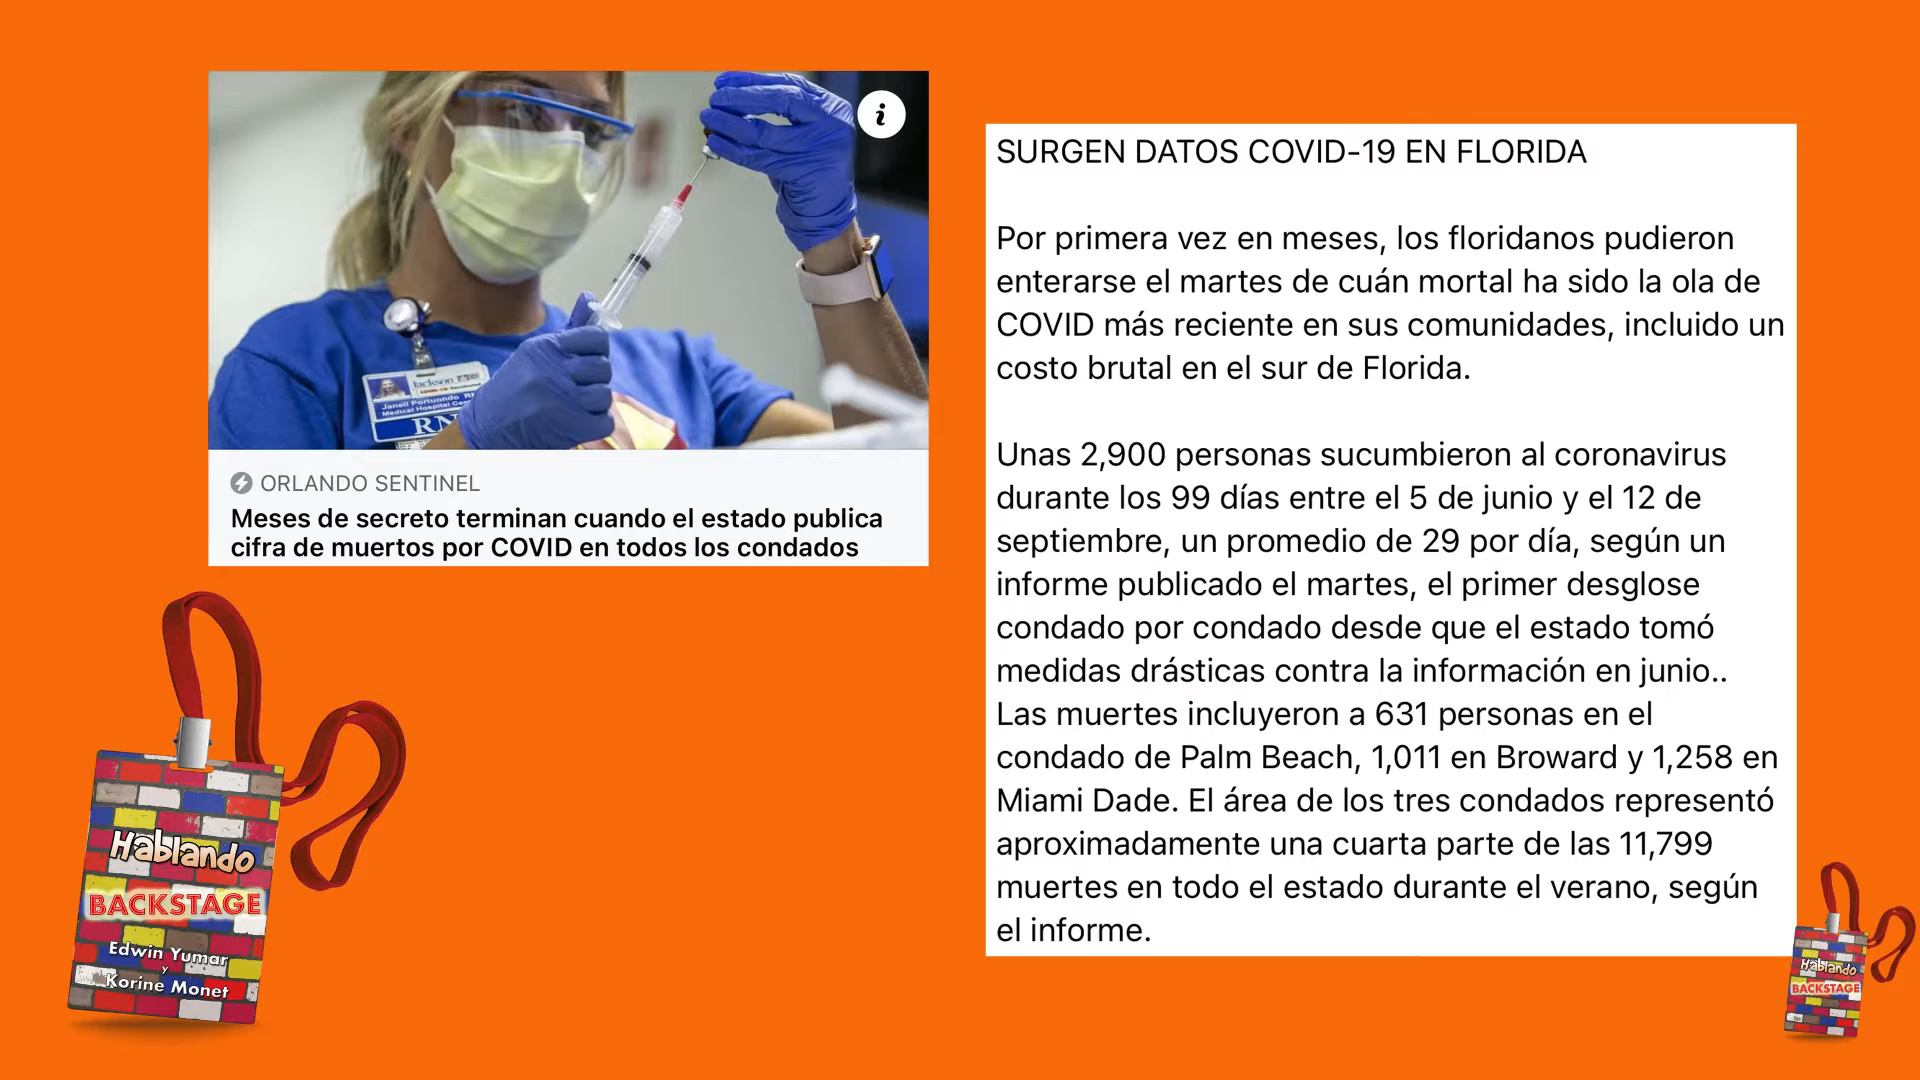 i
Jackson
Janell Portuondo RN
RN
ORLANDO SENTINEL
Meses de secreto terminan cuando el estado publica
cifra de muertos por COVID en todos los condados
SURGEN DATOS COVID-19 EN FLORIDA
Por primera vez en meses, los floridanos pudieron
enterarse el martes de cuán mortal ha sido la ola de
COVID más reciente en sus comunidades, incluido un
costo brutal en el sur de Florida.
Unas 2,900 personas sucumbieron al coronavirus
durante los 99 días entre el 5 de junio y el 12 de
septiembre, un promedio de 29 por día, según un
informe publicado el martes, el primer desglose
condado por condado desde que el estado tomó
medidas drásticas contra la información en junio..
Las muertes incluyeron a 631 personas en el
condado de Palm Beach, 1,011 en Broward y 1,258 en
Miami Dade. El área de los tres condados representó
aproximadamente una cuarta parte de las 11,799
muertes en todo el estado durante el verano, según
el informe.
Hablando
BACKSTAGE
Edwin Yumar
y
Korine Monet
Hablando
BACKSTAGE